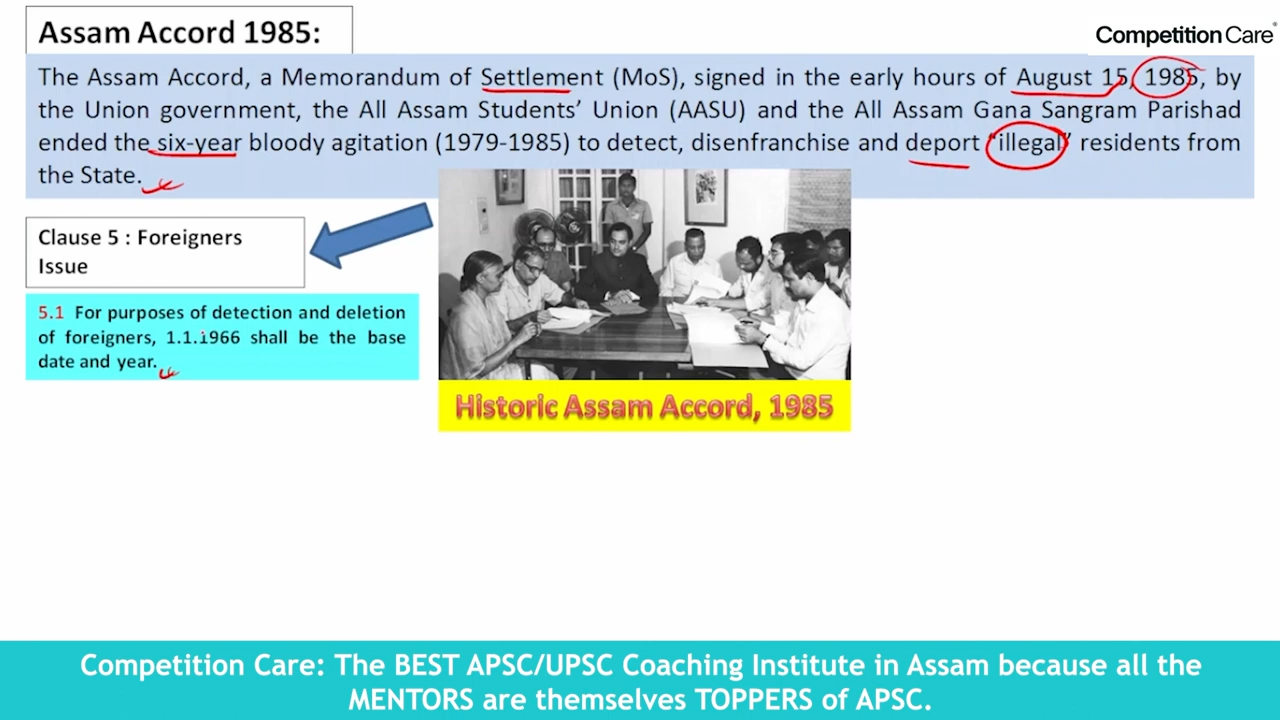 Assam Accord 1985:
Competition Care
The Assam Accord, a Memorandum of Settlement (MoS), signed in the early hours of August 15, 1985, by
the Union government, the All Assam Students’ Union (AASU) and the All Assam Gana Sangram Parishad
ended the six-year bloody agitation (1979-1985) to detect, disenfranchise and deport “illegal” residents from
the State.
Clause 5 : Foreigners
Issue
5.1 For purposes of detection and deletion
of foreigners, 1.1.1966 shall be the base
date and year.
Historic Assam Accord, 1985
Competition Care: The BEST APSC/UPSC Coaching Institute in Assam because all the
MENTORS are themselves TOPPERS of APSC.